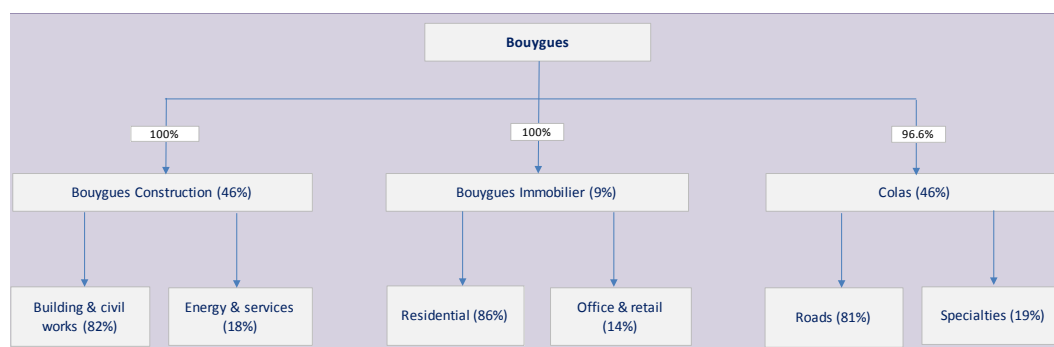 Bouygues
100%
100%
96.6%
Bouygues Construction (46%)
Bouygues Immobilier (9%)
Colas (46%)
Building & civil
works (82%)
Energy & services
(18%)
Residential (86%)
Office & retail
(14%)
Roads (81%)
Specialties (19%)